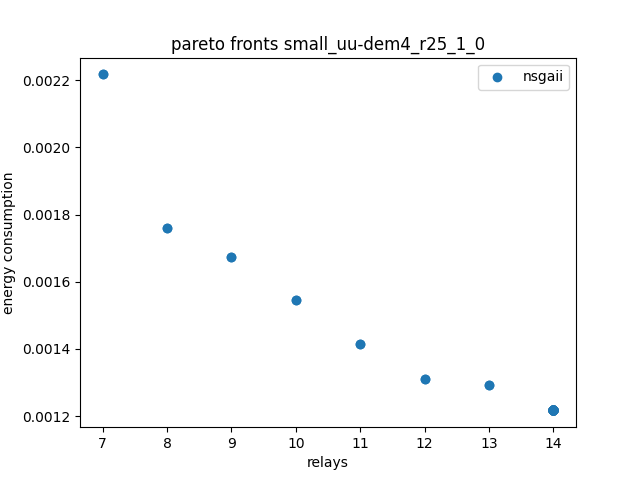 pareto fronts small_uu-dem4_r25_1_0
nsgaii
energy consumption
0.0022
0.0020
0.0018
0.0016
0.0014
0.0012
7 8 9 10 11 12 13 14
relays